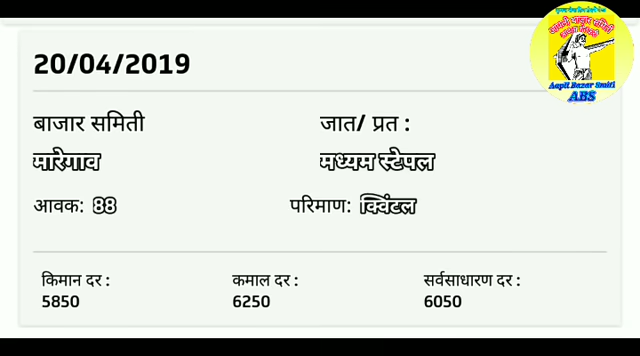 20/04/2019
बाजार समिती
जात/ प्रत :
मारेगाव
मध्यम स्टेपल
आवक: 88
परिमाण: क्विंटल
किमान दर :
कमाल दर :
सर्वसाधारण दर :
5850
6250
6050
Aapli Bazar Smiti
ABS